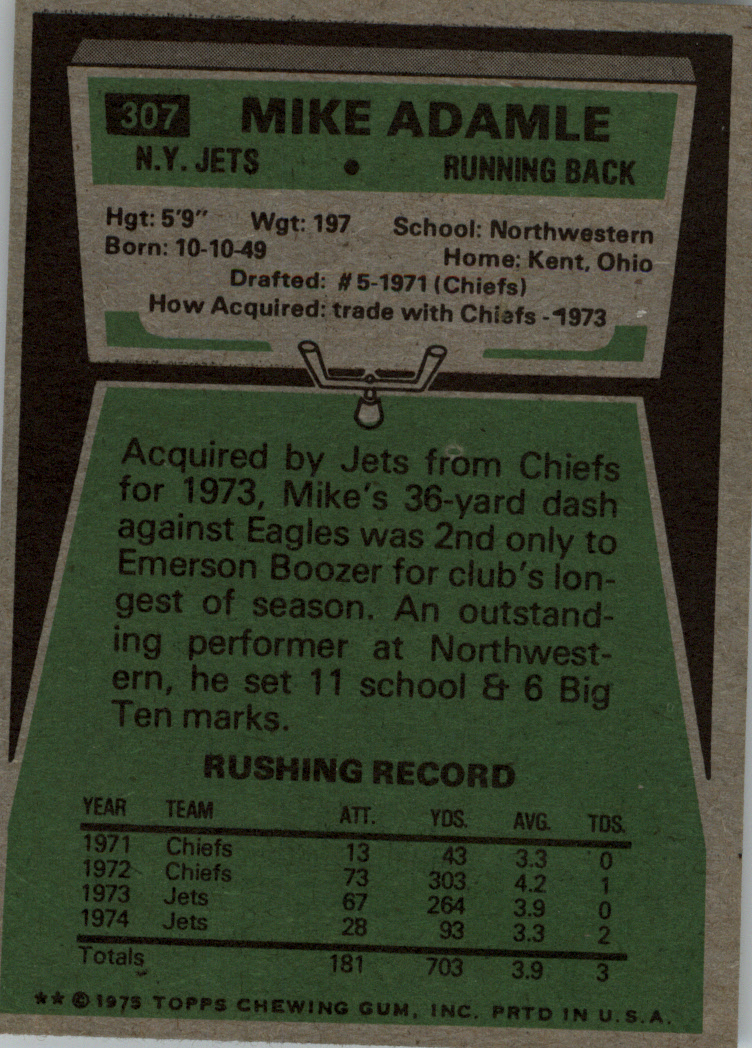 307 MIKE ADAMLE
N.Y. JETS • RUNNING BACK
Hgt: 5'9" Wgt: 197 School: Northwestern
Born: 10-10-49 Home: Kent, Ohio
Drafted: #5-1971 (Chiefs)
How Acquired: trade with Chiefs - 1973
Acquired by Jets from Chiefs
for 1973, Mike's 36-yard dash
against Eagles was 2nd only to
Emerson Boozer for club's lon-
gest of season. An outstand-
ing performer at Northwest-
ern, he set 11 school & 6 Big
Ten marks.
RUSHING RECORD
YEAR TEAM ATT. YDS. AVG. TDS.
1971 Chiefs 13 43 3.3 0
1972 Chiefs 73 303 4.2 1
1973 Jets 67 264 3.9 0
1974 Jets 28 93 3.3 2
Totals 181 703 3.9 3
**©1975 TOPPS CHEWING GUM, INC. PRTD IN U.S.A.